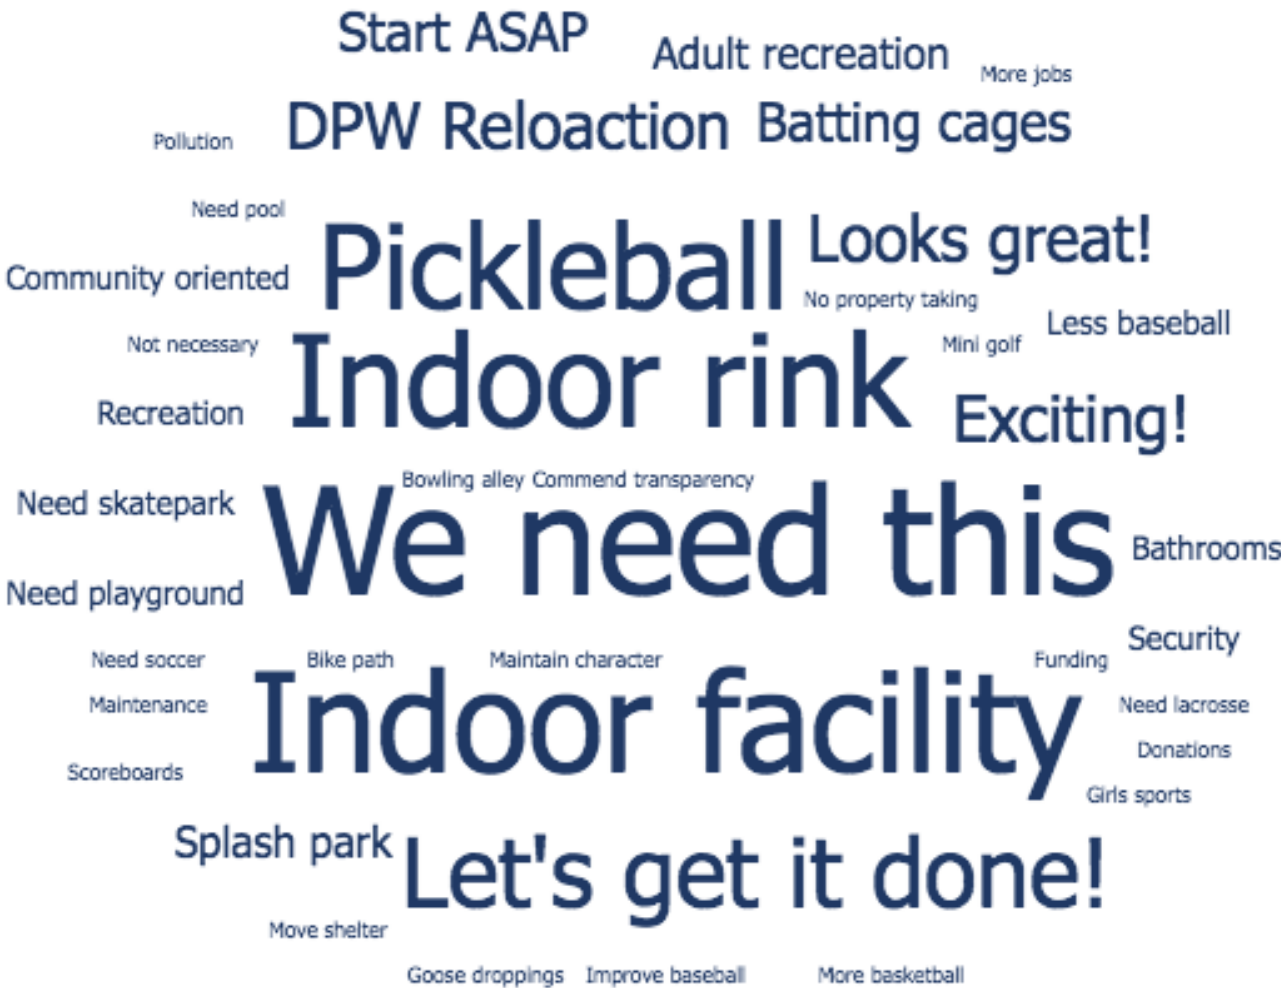 Start ASAP
Adult recreation
More jobs
DPW Reloaction
Batting cages
Pollution
Need pool
Pickleball
Looks great!
Community oriented
No property taking
Less baseball
Not necessary
Indoor rink
Mini golf
Recreation
Exciting!
Bowling alley
Commend transparency
Need skatepark
We need this
Bathrooms
Need playground
Security
Need soccer
Bike path
Maintain character
Funding
Maintenance
Indoor facility
Need lacrosse
Donations
Scoreboards
Girls sports
Splash park
Let's get it done!
Move shelter
Goose droppings
Improve baseball
More basketball